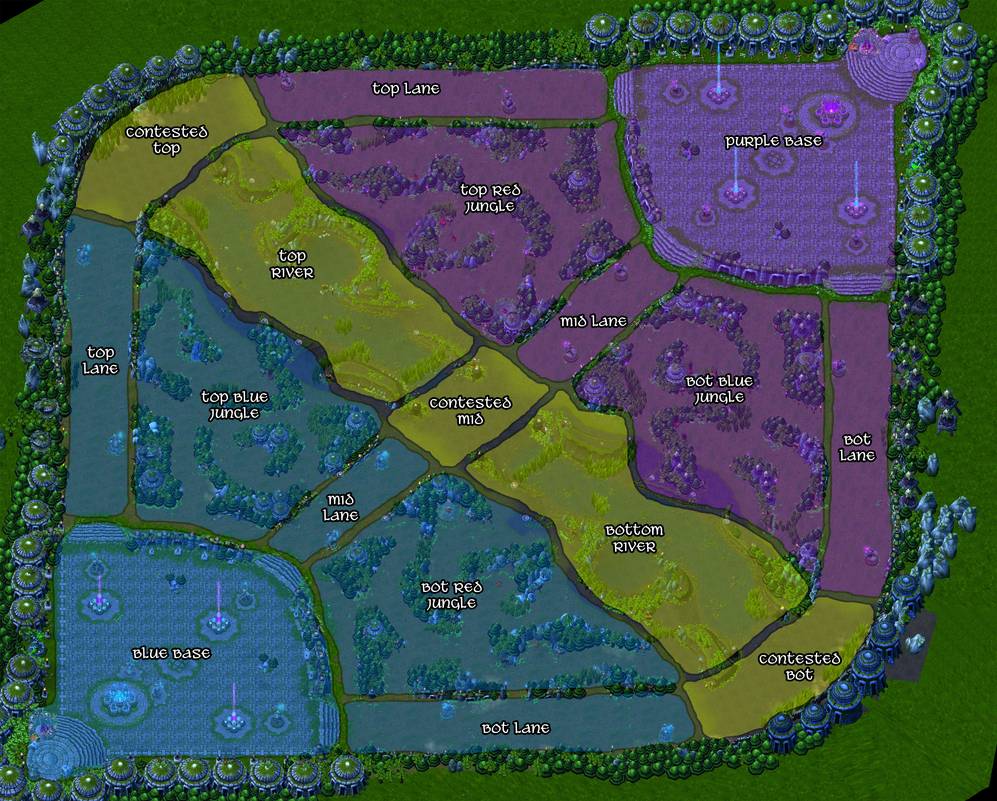 TOP LANE
CONTESTED
TOP
PURPLE BASE
TOP RED
JUNGLE
TOP
RIVER
MID LANE
TOP
LANE
TOP BLUE
JUNGLE
CONTESTED
MID
BOT BLUE
JUNGLE
BOT
LANE
MID
LANE
BOTTOM
RIVER
BOT RED
JUNGLE
BLUE BASE
CONTESTED
BOT
BOT LANE